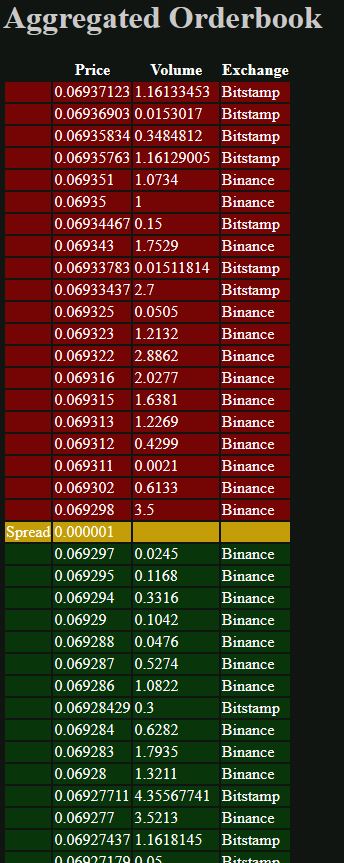 Aggregated Orderbook
Price Volume Exchange
0.06937123 1.16133453 Bitstamp
0.06936903 0.0153017 Bitstamp
0.06935834 0.3484812 Bitstamp
0.06935763 1.16129005 Bitstamp
0.069351 1.0734 Binance
0.06935 1 Binance
0.06934467 0.15 Bitstamp
0.069343 1.7529 Binance
0.06933783 0.01511814 Bitstamp
0.06933437 2.7 Bitstamp
0.069325 0.0505 Binance
0.069323 1.2132 Binance
0.069322 2.8862 Binance
0.069316 2.0277 Binance
0.069315 1.6381 Binance
0.069313 1.2269 Binance
0.069312 0.4299 Binance
0.069311 0.0021 Binance
0.069302 0.6133 Binance
0.069298 3.5 Binance
Spread 0.000001
0.069297 0.0245 Binance
0.069295 0.1168 Binance
0.069294 0.3316 Binance
0.06929 0.1042 Binance
0.069288 0.0476 Binance
0.069287 0.5274 Binance
0.069286 1.0822 Binance
0.06928429 0.3 Bitstamp
0.069284 0.6282 Binance
0.069283 1.7935 Binance
0.06928 1.3211 Binance
0.06927711 4.35567741 Bitstamp
0.069277 3.5213 Binance
0.06927437 1.1618145 Bitstamp
0.06927179 0.05 Bitstamp